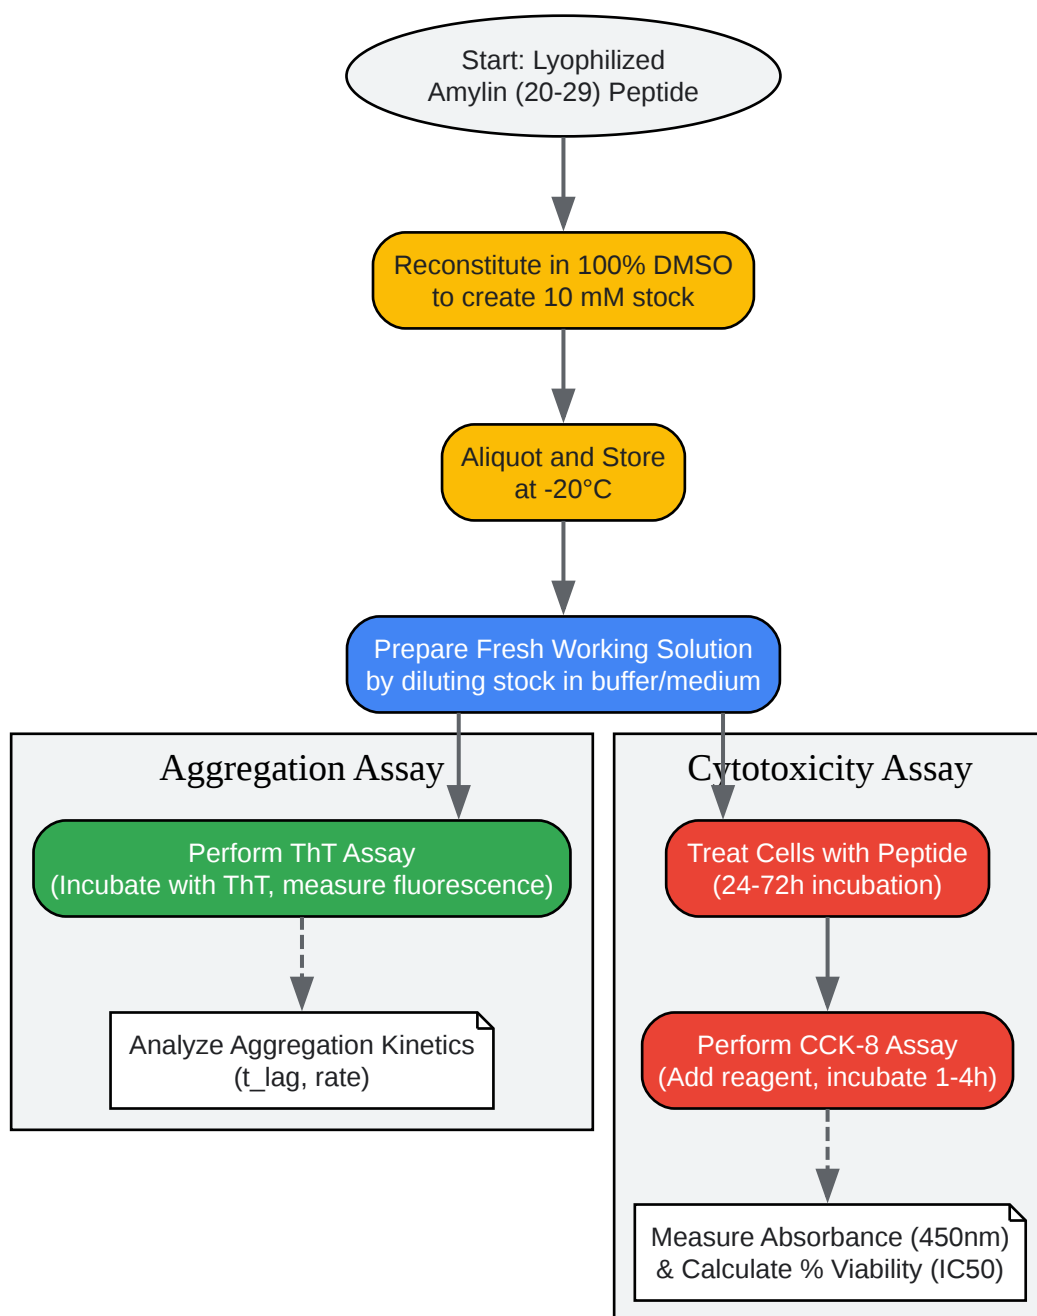 Start: Lyophilized
Amylin (20-29) Peptide
Reconstitute in 100% DMSO
to create 10 mM stock
Aliquot and Store
at -20°C
Prepare Fresh Working Solution
by diluting stock in buffer/medium
Aggregation Assay
Perform ThT Assay
(Incubate with ThT, measure fluorescence)
Analyze Aggregation Kinetics
(t_lag, rate)
Cytotoxicity Assay
Treat Cells with Peptide
(24-72h incubation)
Perform CCK-8 Assay
(Add reagent, incubate 1-4h)
Measure Absorbance (450nm)
& Calculate % Viability (IC50)